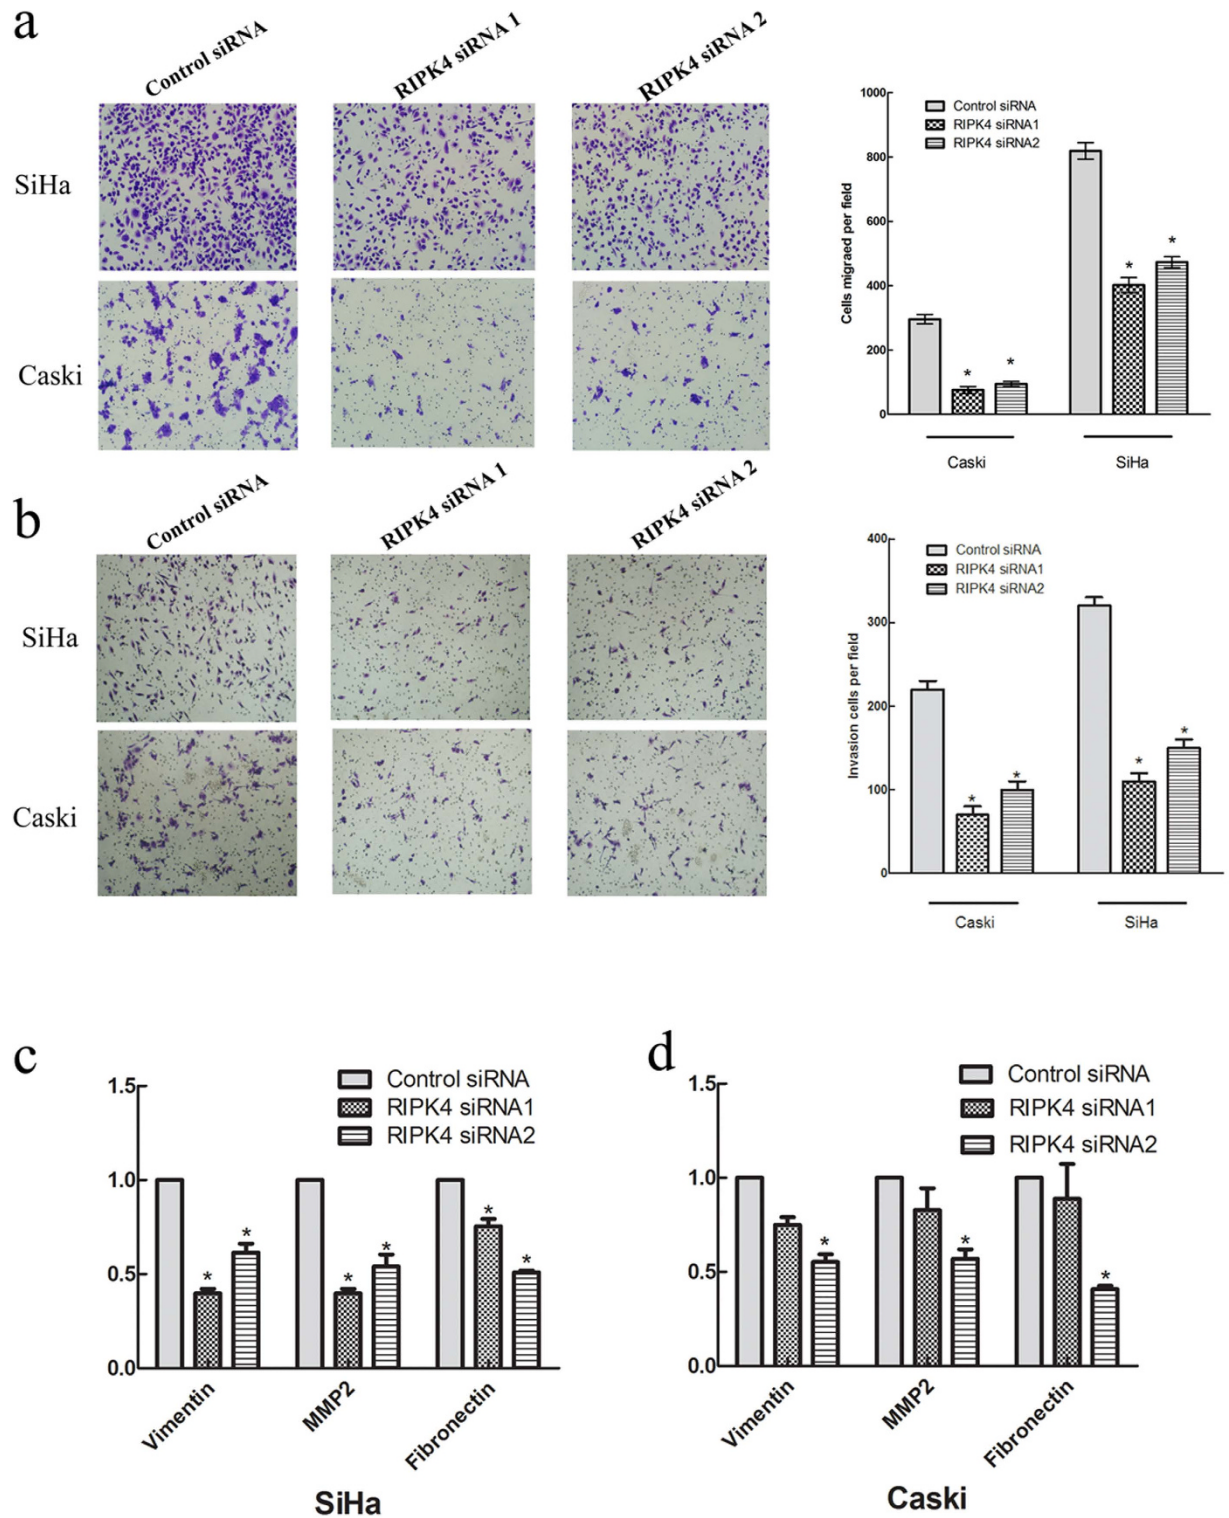 a
Control siRNA
RIPK4 siRNA 1
RIPK4 siRNA 2
SiHa
Caski
1000
800
600
400
200
0
Cells migraed per field
Control siRNA
RIPK4 siRNA1
RIPK4 siRNA2
*
*
*
*
Caski
SiHa
b
Control siRNA
RIPK4 siRNA 1
RIPK4 siRNA 2
SiHa
Caski
400
300
200
100
0
Invasion cells per field
Control siRNA
RIPK4 siRNA1
RIPK4 siRNA2
*
*
*
*
Caski
SiHa
c
1.5
1.0
0.5
0.0
Control siRNA
RIPK4 siRNA1
RIPK4 siRNA2
*
*
*
*
*
*
Vimentin
MMP2
Fibronectin
SiHa
d
1.5
1.0
0.5
0.0
Control siRNA
RIPK4 siRNA1
RIPK4 siRNA2
*
*
*
Vimentin
MMP2
Fibronectin
Caski